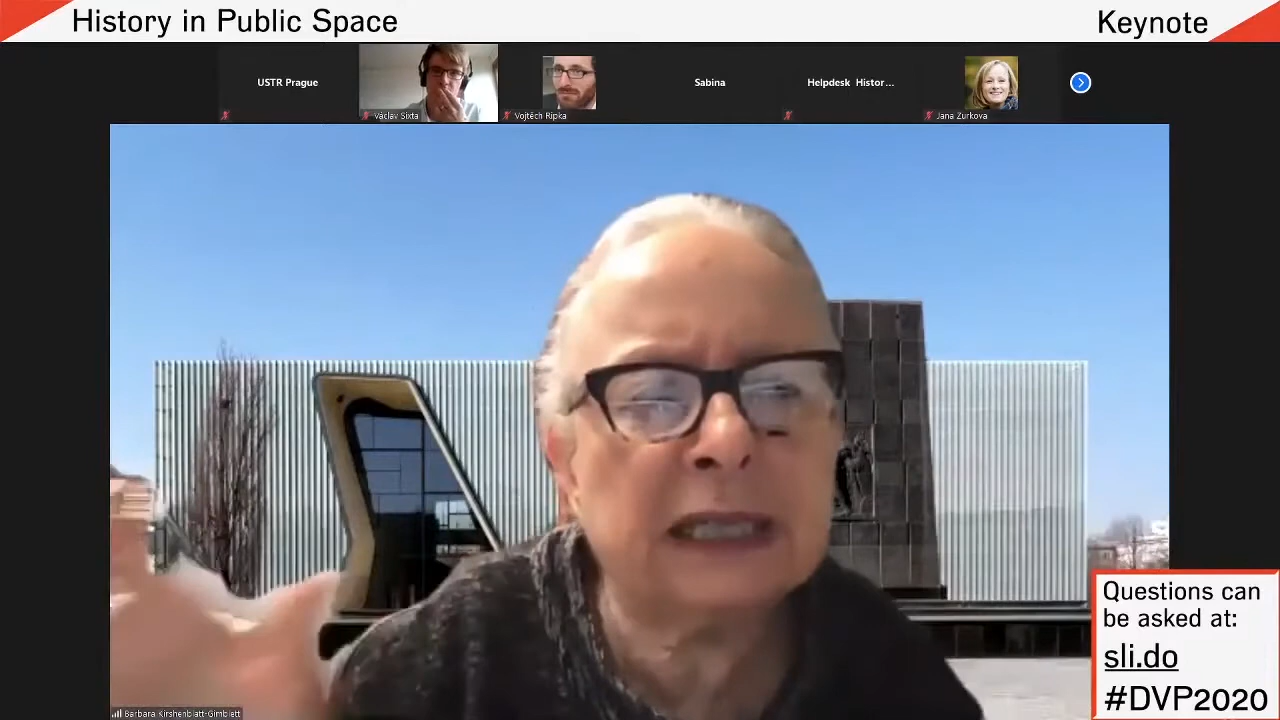 History in Public Space
Keynote
USTR Prague
Václav Sixta
Vojtěch Ripka
Sabina
Helpdesk Histor...
Jana Zurkova
Barbara Kirshenblatt-Gimblett
Questions can
be asked at:
sli.do
#DVP2020